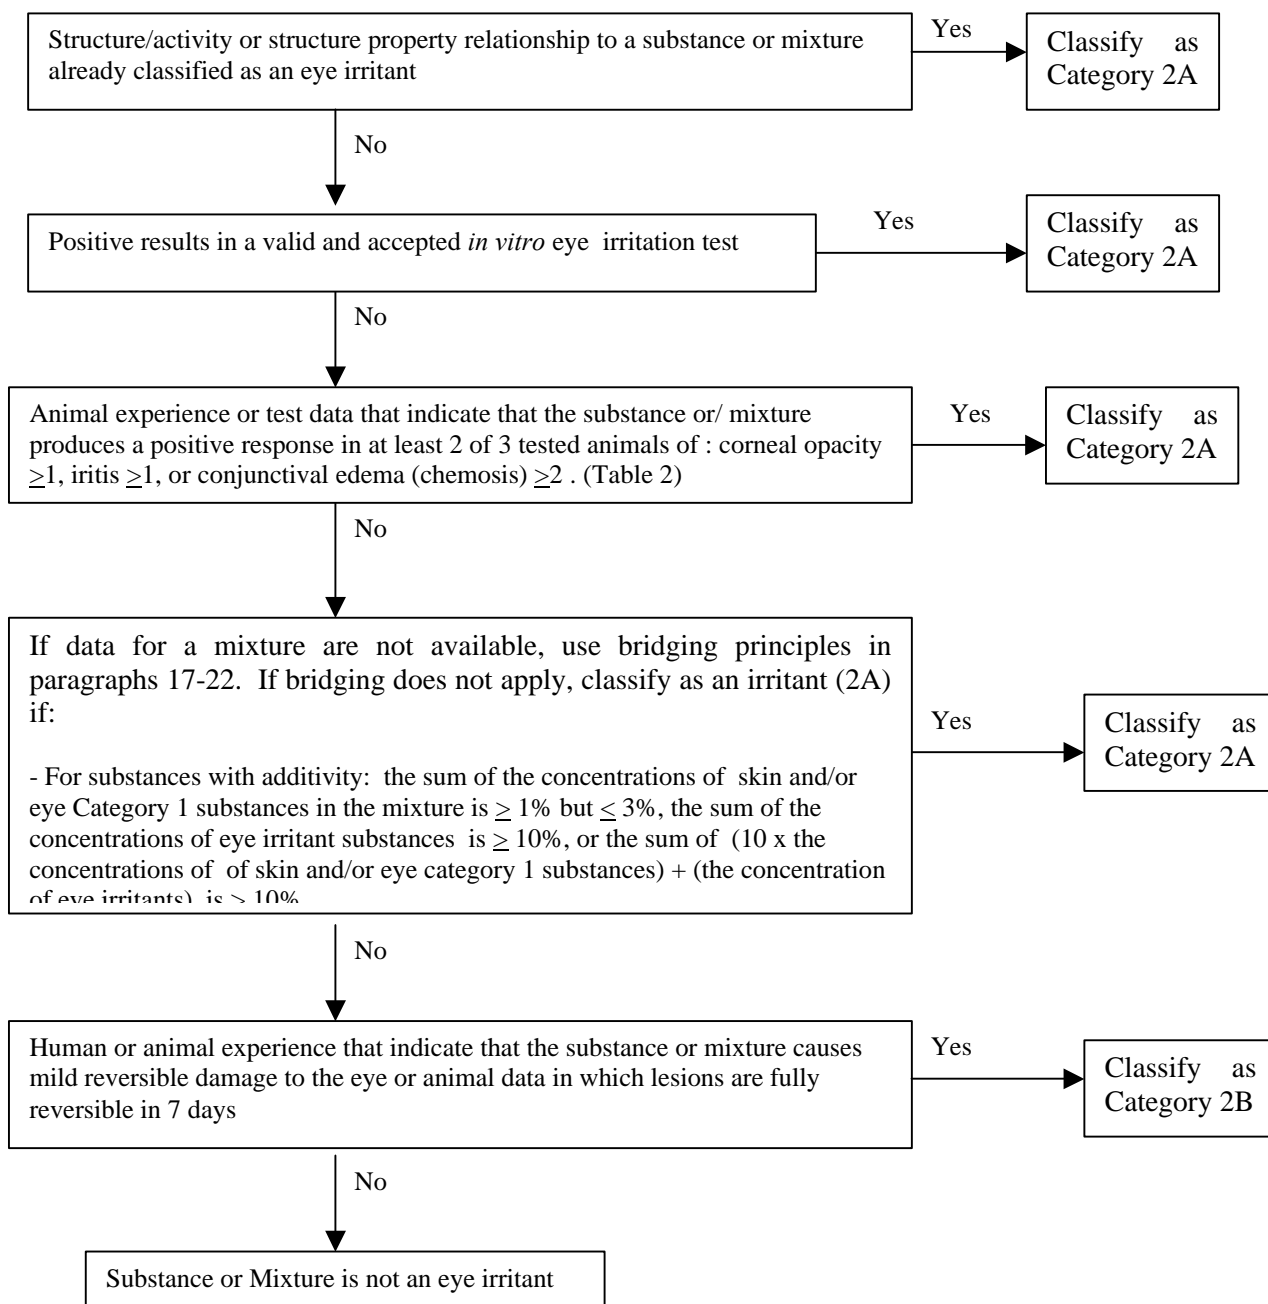 Structure/activity or structure property relationship to a substance or mixture
already classified as an eye irritant
Yes
Classify as
Category 2A
No
Positive results in a valid and accepted in vitro eye irritation test
Yes
Classify as
Category 2A
No
Animal experience or test data that indicate that the substance or/ mixture
produces a positive response in at least 2 of 3 tested animals of : corneal opacity
≥1, iritis ≥1, or conjunctival edema (chemosis) ≥2 . (Table 2)
Yes
Classify as
Category 2A
No
If data for a mixture are not available, use bridging principles in
paragraphs 17-22. If bridging does not apply, classify as an irritant (2A)
if:
- For substances with additivity: the sum of the concentrations of skin and/or
eye Category 1 substances in the mixture is ≥ 1% but ≤ 3%, the sum of the
concentrations of eye irritant substances is ≥ 10%, or the sum of (10 x the
concentrations of of skin and/or eye category 1 substances) + (the concentration
of eye irritants) is > 10%
Yes
Classify as
Category 2A
No
Human or animal experience that indicate that the substance or mixture causes
mild reversible damage to the eye or animal data in which lesions are fully
reversible in 7 days
Yes
Classify as
Category 2B
No
Substance or Mixture is not an eye irritant